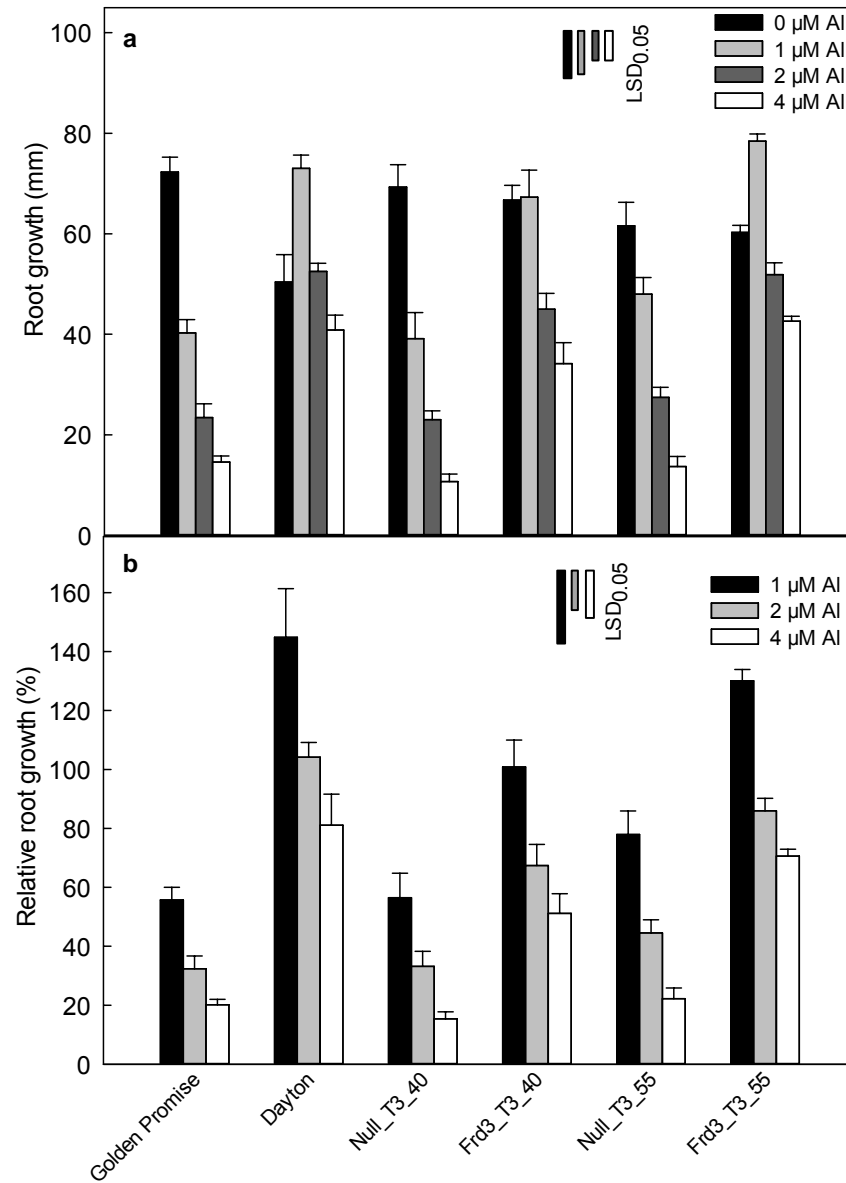 a
LSD0.05
0 µM Al
1 µM Al
2 µM Al
4 µM Al
100
80
60
40
20
0
Root growth (mm)
b
LSD0.05
1 µM Al
2 µM Al
4 µM Al
160
140
120
100
80
60
40
20
0
Relative root growth (%)
Golden Promise
Dayton
Null_T3_40
Frd3_T3_40
Null_T3_55
Frd3_T3_55